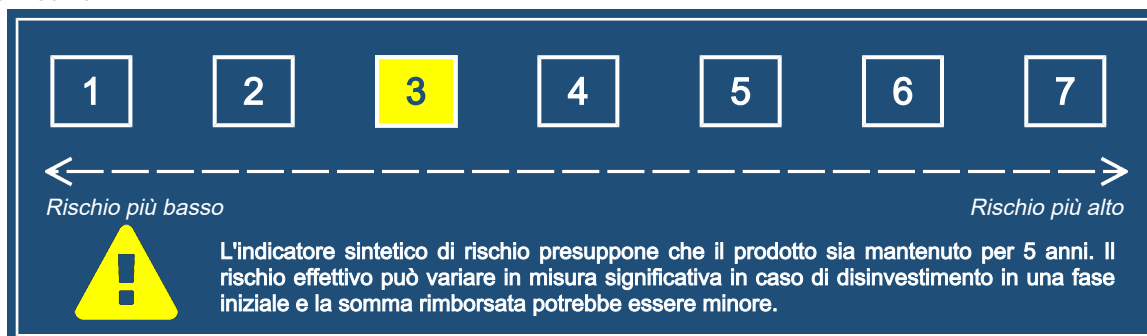 1 2 3 4 5 6 7
Rischio più basso Rischio più alto
L'indicatore sintetico di rischio presuppone che il prodotto sia mantenuto per 5 anni. Il
rischio effettivo può variare in misura significativa in caso di disinvestimento in una fase
iniziale e la somma rimborsata potrebbe essere minore.